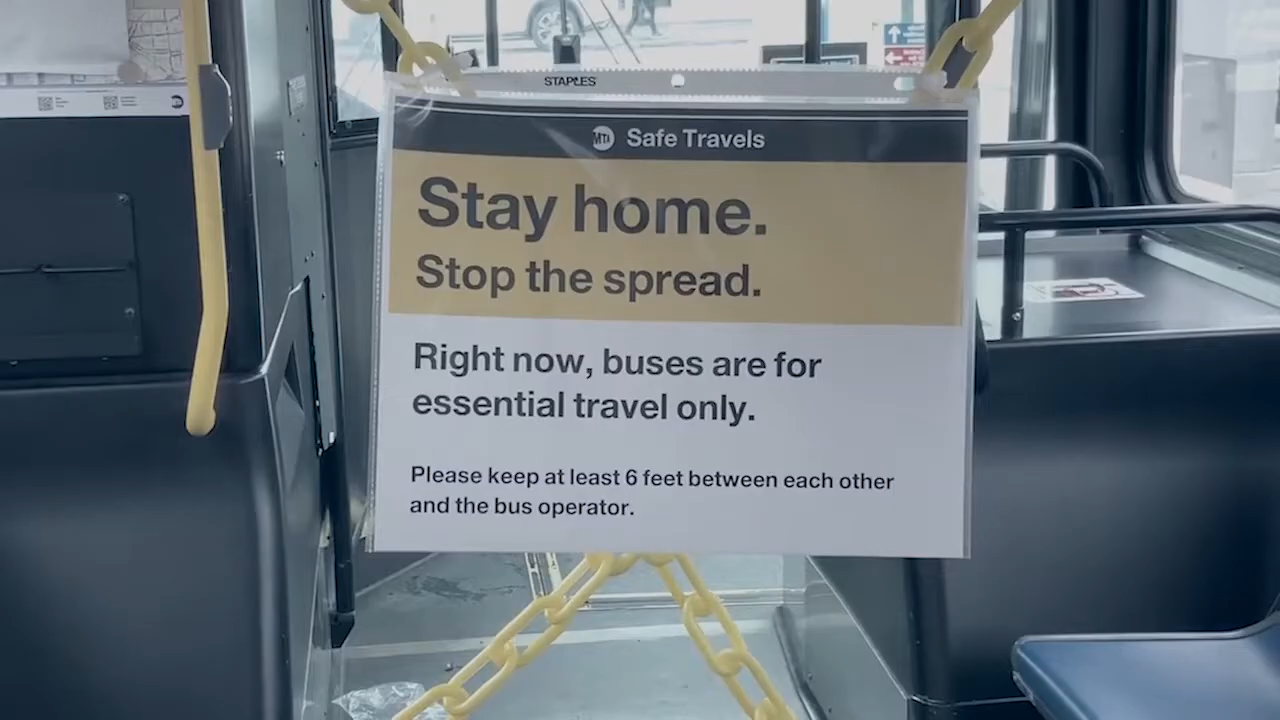 STAPLES
MTA Safe Travels
Stay home.
Stop the spread.
Right now, buses are for
essential travel only.
Please keep at least 6 feet between each other
and the bus operator.